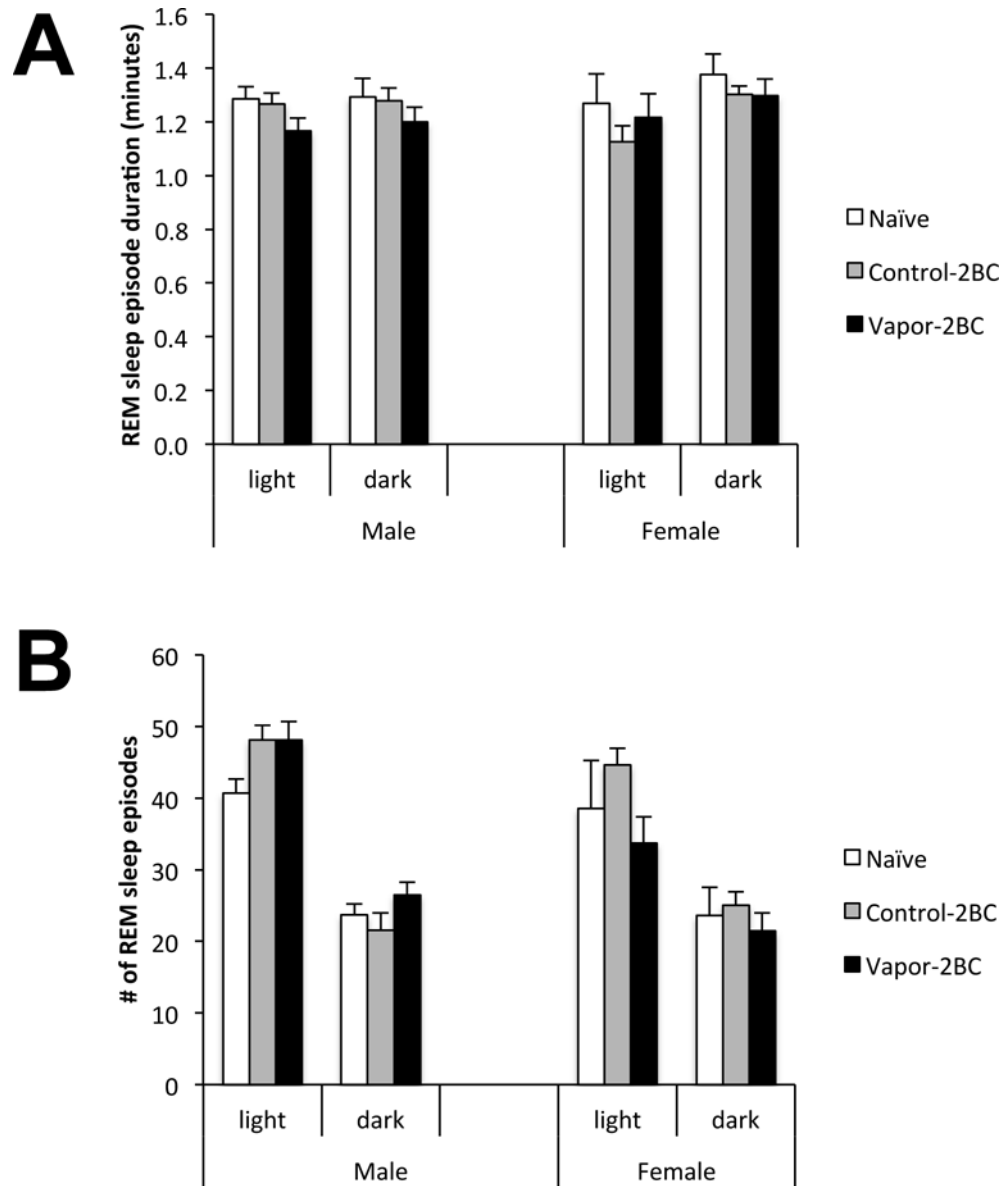 A
REM sleep episode duration (minutes)
1.6
1.4
1.2
1.0
0.8
0.6
0.4
0.2
0.0
light dark light dark
Male Female
Naïve
Control-2BC
Vapor-2BC
B
# of REM sleep episodes
60
50
40
30
20
10
0
light dark light dark
Male Female
Naïve
Control-2BC
Vapor-2BC